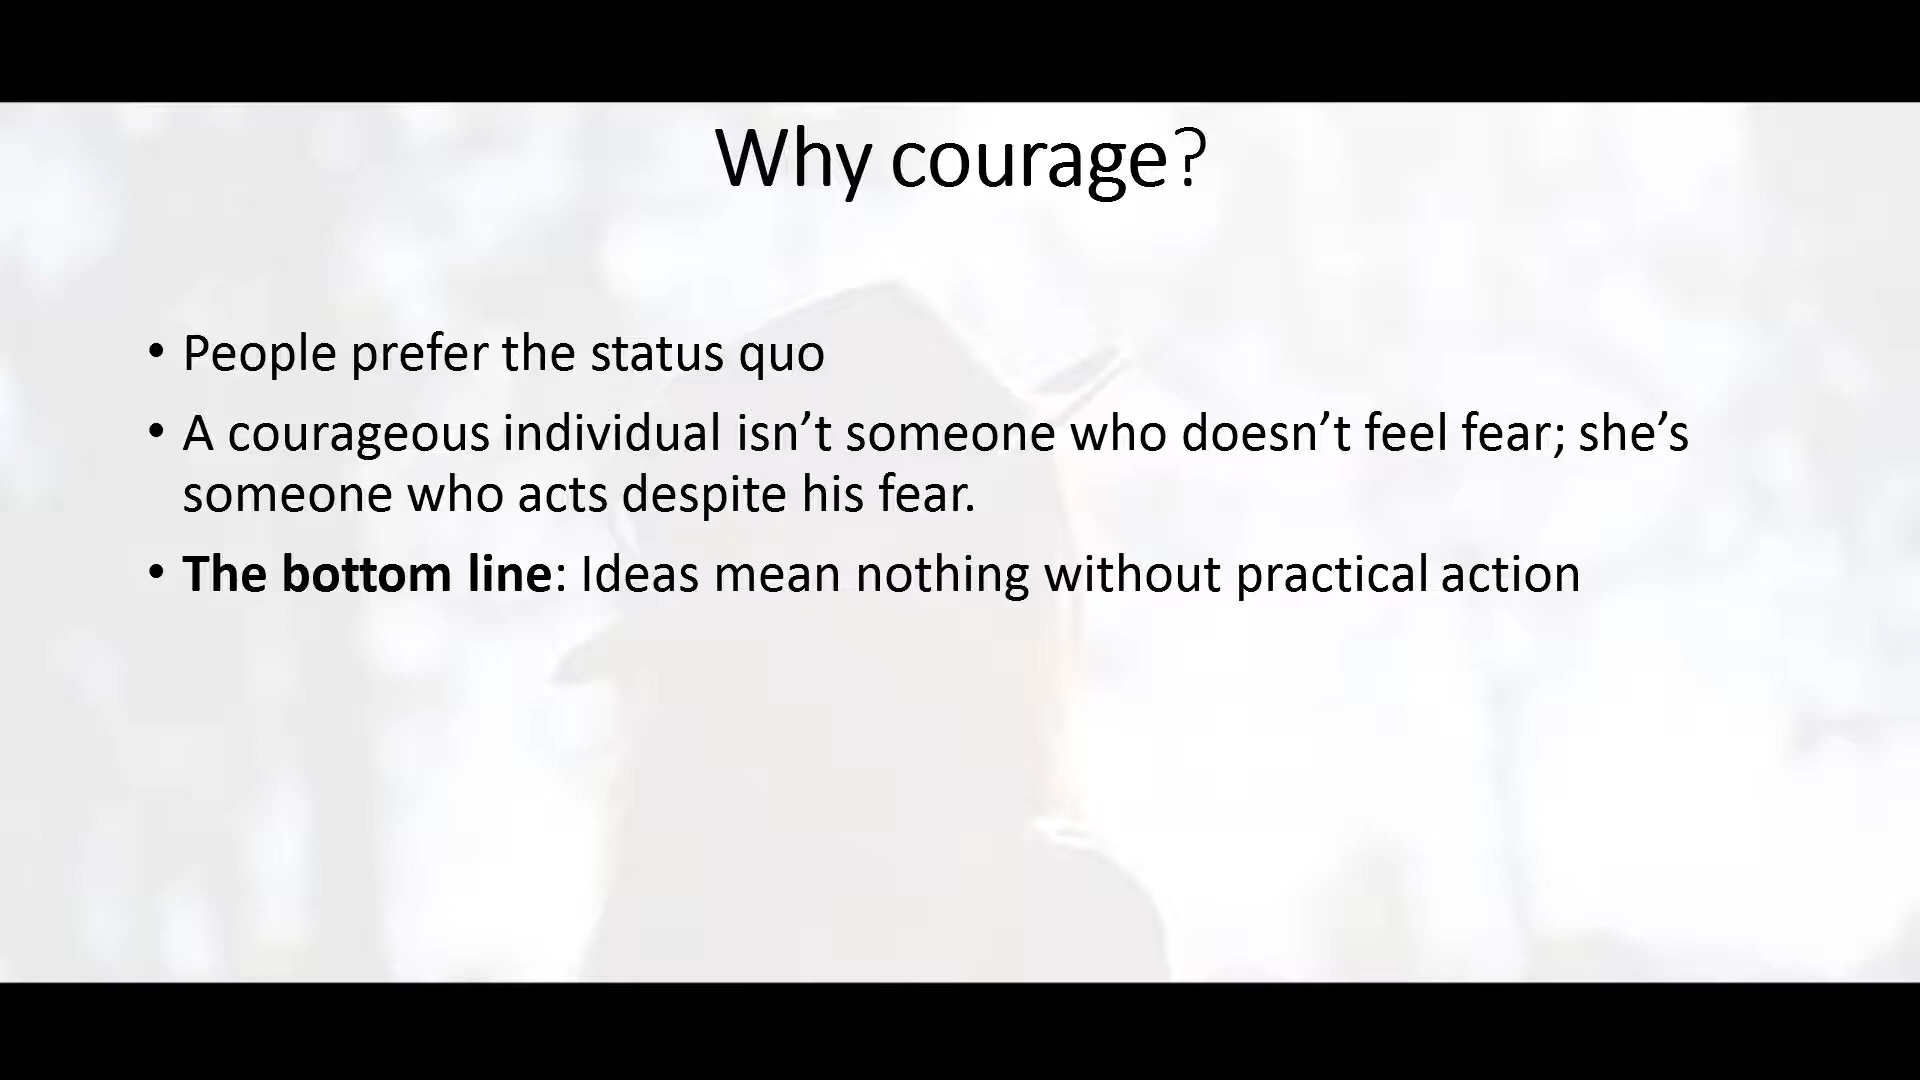 Why courage?
• People prefer the status quo
• A courageous individual isn’t someone who doesn’t feel fear; she’s
someone who acts despite his fear.
• The bottom line: Ideas mean nothing without practical action